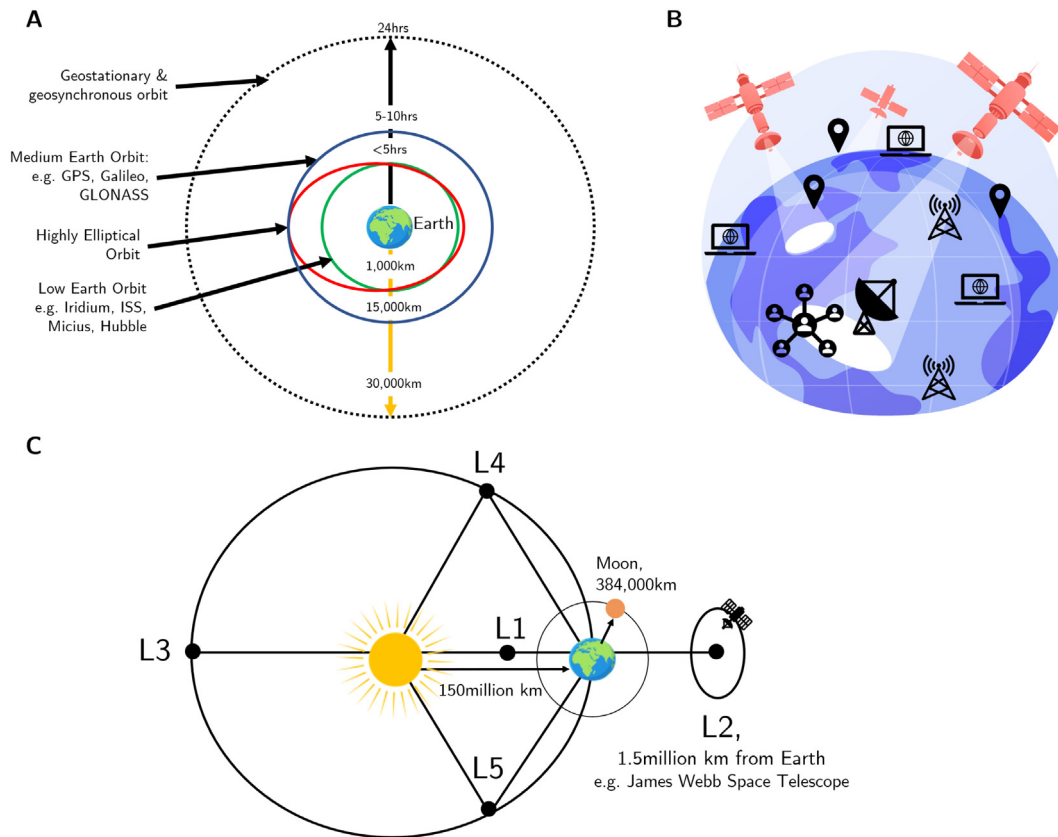 A
24hrs
Geostationary &
geosynchronous orbit
5-10hrs
<5hrs
Medium Earth Orbit:
e.g. GPS, Galileo,
GLONASS
Earth
Highly Elliptical
Orbit
1,000km
Low Earth Orbit
e.g. Iridium, ISS,
Micius, Hubble
15,000km
30,000km
B
C
L4
Moon,
384,000km
L3
L1
150million km
L2,
1.5million km from Earth
e.g. James Webb Space Telescope
L5